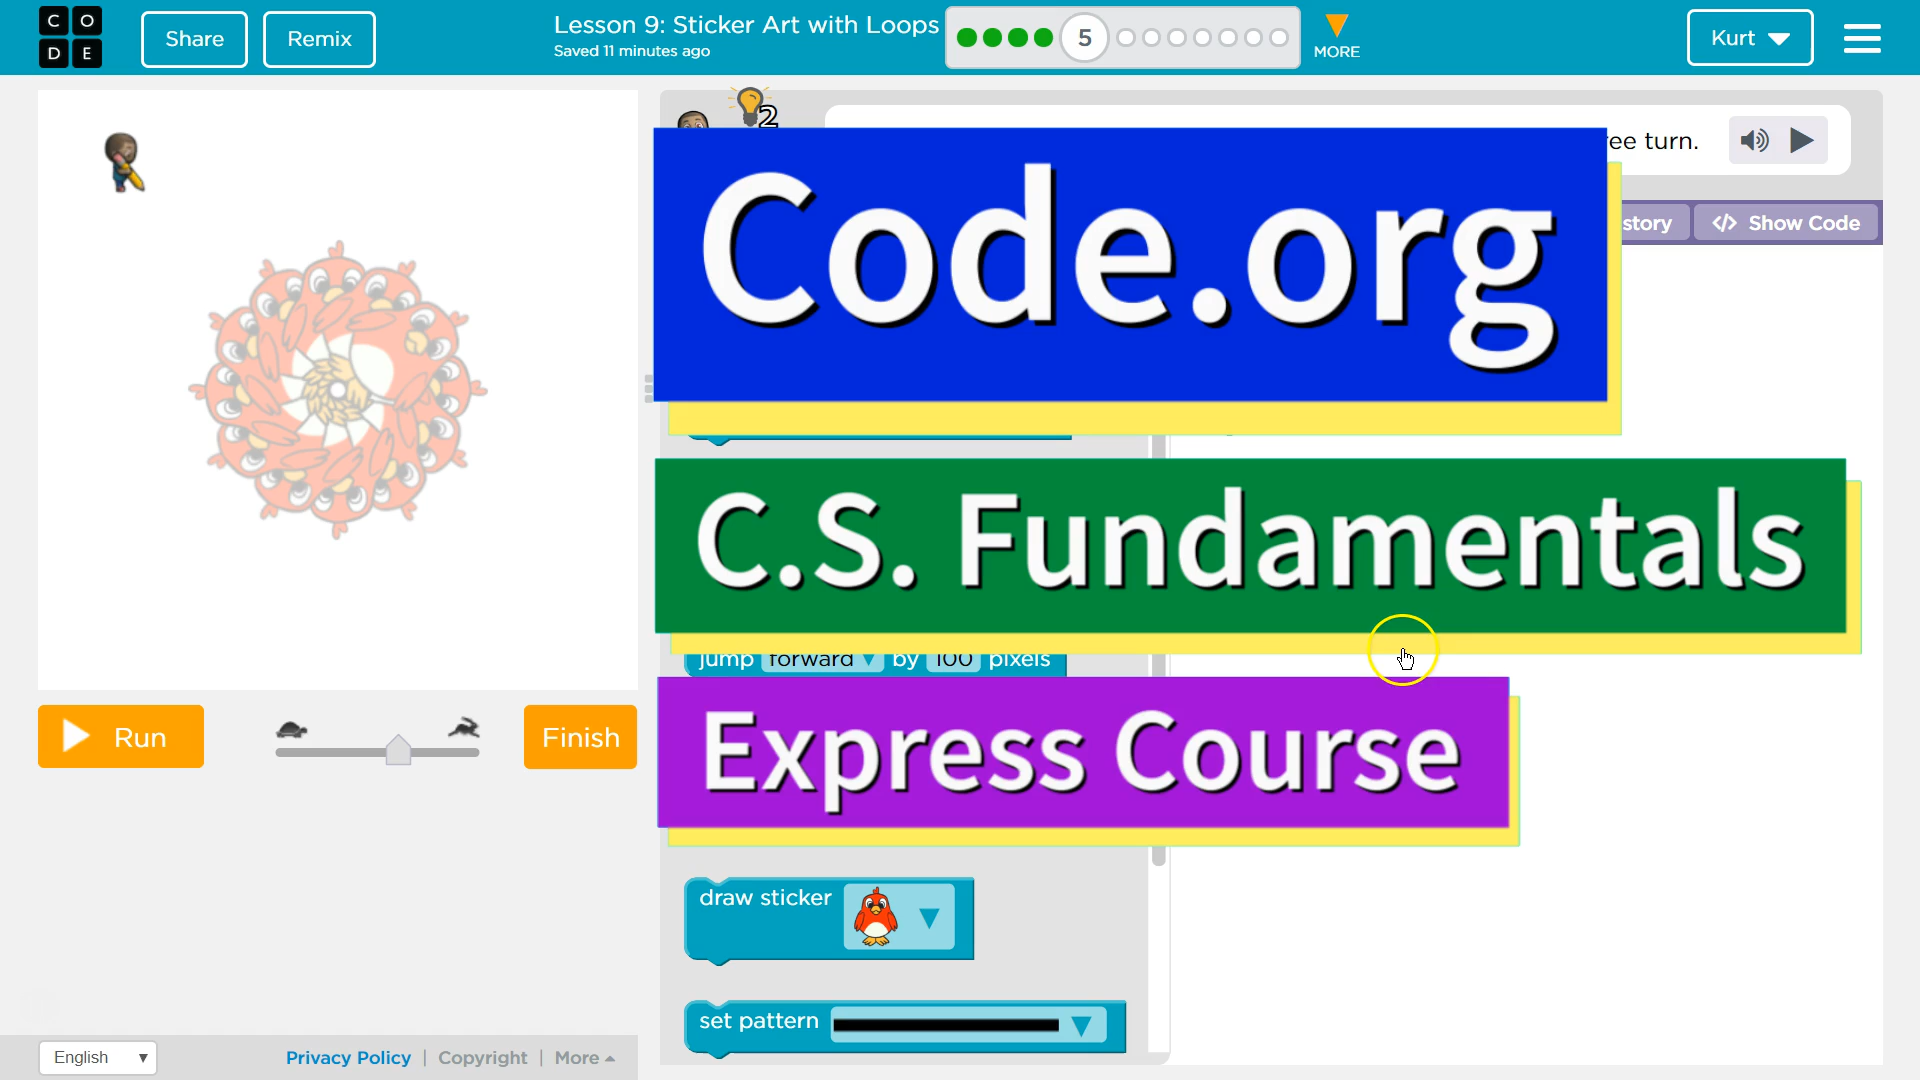 C O
D E
Share
Remix
Lesson 9: Sticker Art with Loops
Saved 11 minutes ago
5
MORE
Kurt
2
ee turn.
Code.org
story
</> Show Code
C.S. Fundamentals
jump forward by 100 pixels
Express Course
Run
Finish
draw sticker
set pattern
English
Privacy Policy | Copyright | More